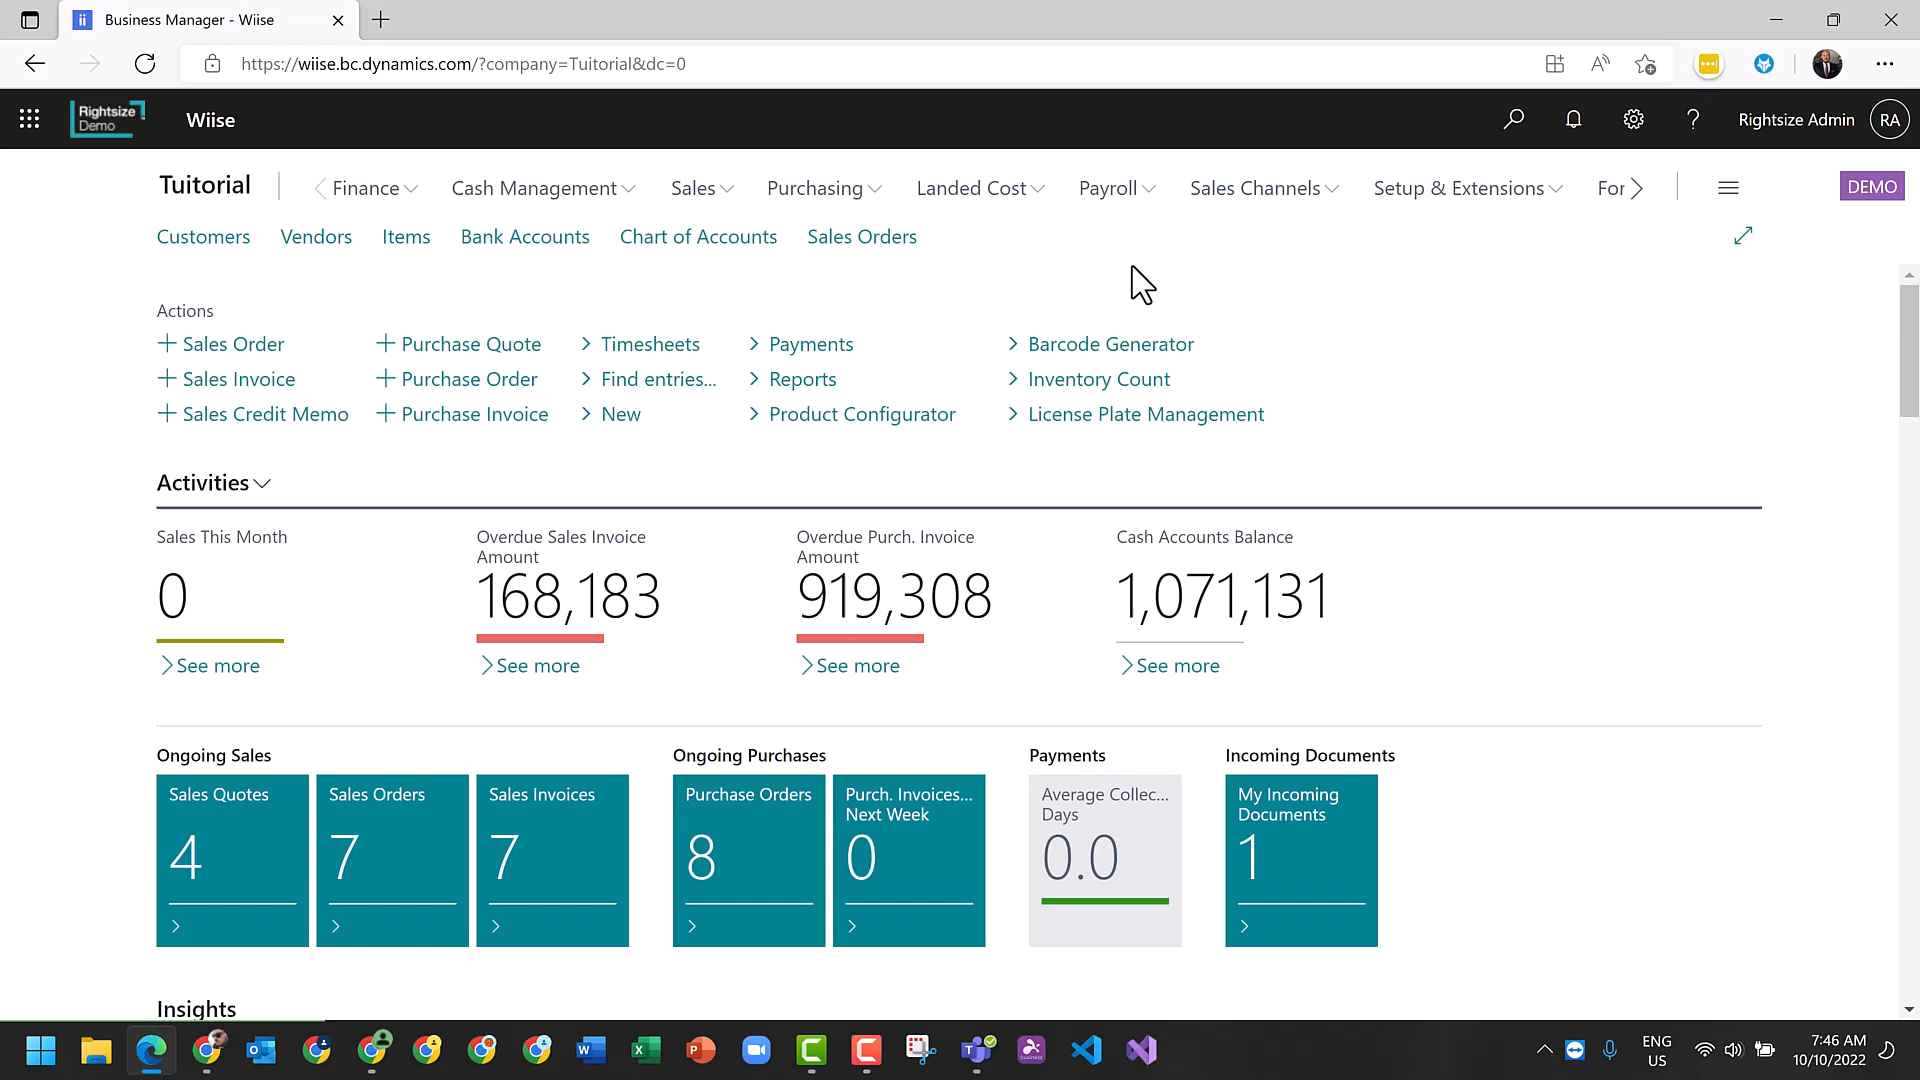 Business Manager - Wiise
https://wiise.bc.dynamics.com/?company=Tuitorial&dc=0
Rightsize
Demo
Wiise
Rightsize Admin
RA
Tuitorial
Finance
Cash Management
Sales
Purchasing
Landed Cost
Payroll
Sales Channels
Setup & Extensions
For
DEMO
Customers
Vendors
Items
Bank Accounts
Chart of Accounts
Sales Orders
Actions
Sales Order
Purchase Quote
Timesheets
Payments
Barcode Generator
Sales Invoice
Purchase Order
Find entries...
Reports
Inventory Count
Sales Credit Memo
Purchase Invoice
New
Product Configurator
License Plate Management
Activities
Sales This Month
0
See more
Overdue Sales Invoice
Amount
168,183
See more
Overdue Purch. Invoice
Amount
919,308
See more
Cash Accounts Balance
1,071,131
See more
Ongoing Sales
Sales Quotes
4
Sales Orders
7
Sales Invoices
7
Ongoing Purchases
Purchase Orders
8
Purch. Invoices...
Next Week
0
Payments
Average Collec...
Days
0.0
Incoming Documents
My Incoming
Documents
1
Insights
ENG
US
7:46 AM
10/10/2022